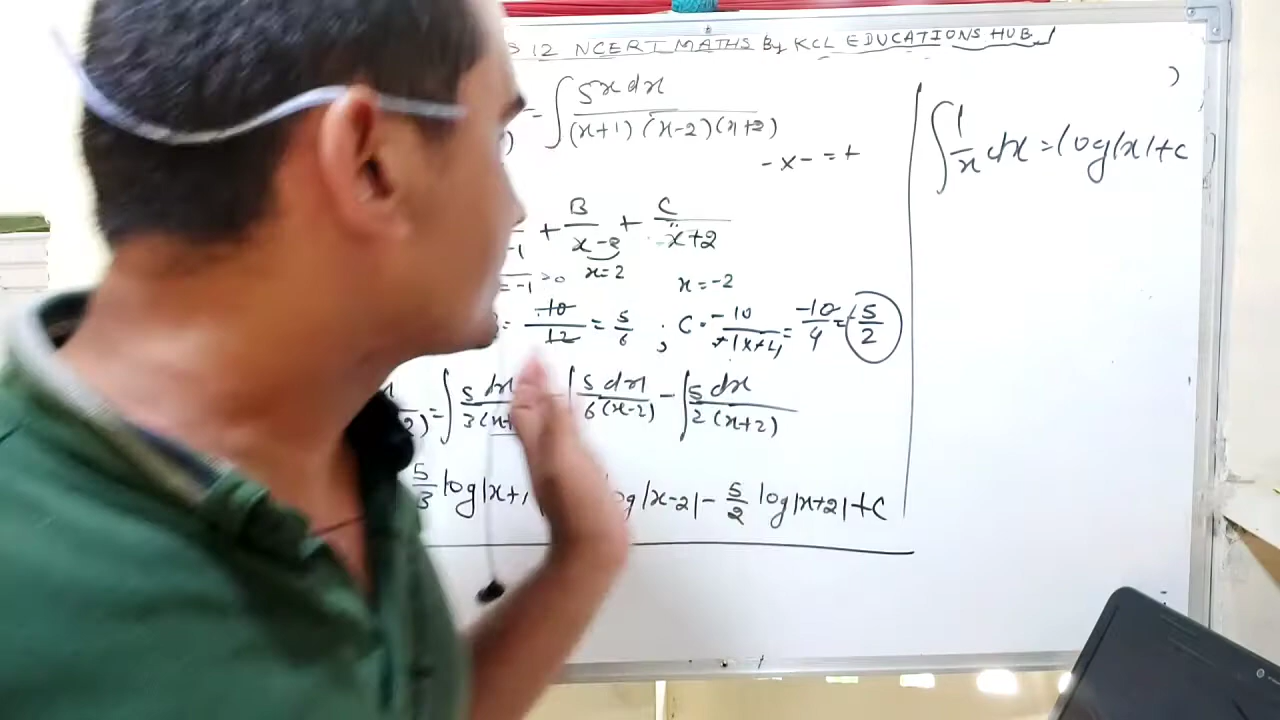 12 NCERT MATHS By KCL EDUCATIONS HUB
= ∫ 5x dx / (x+1)(x-2)(x+2)
- x - = +
+ B/(x-2) + C/(x+2)
= -1 x=2 x=-2
10/12 = 5/6 ; C = -10/(-1x-4) = -10/4 = -5/2
= ∫ 5 dx / 3(x+ ∫ 5 dx / 6(x-2) - ∫ 5 dx / 2(x+2)
5/3 log|x+1 log|x-2| - 5/2 log|x+2| + C
∫ 1/x dx = log|x| + c